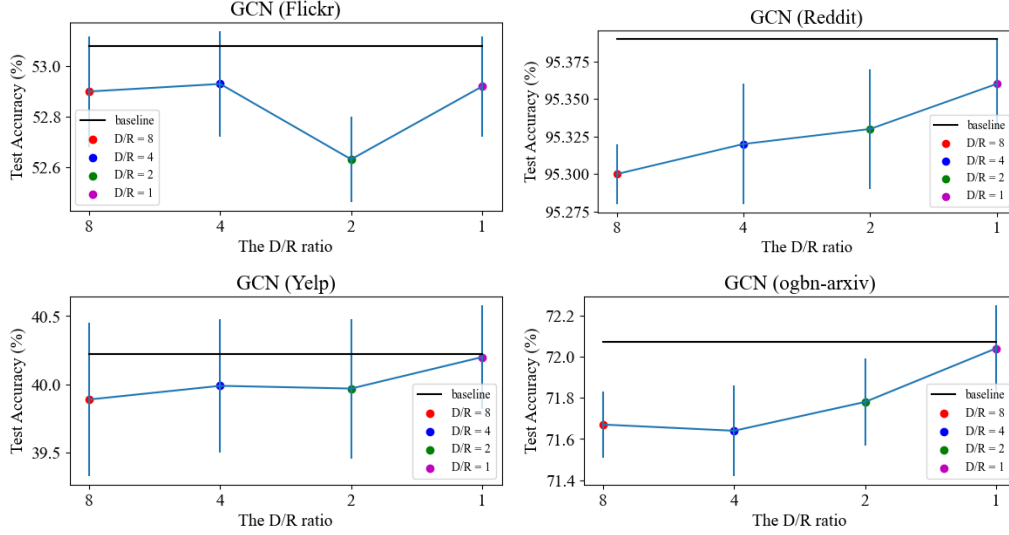 GCN (Flickr)
Test Accuracy (%)
53.0
52.8
52.6
baseline
D/R = 8
D/R = 4
D/R = 2
D/R = 1
8 4 2 1
The D/R ratio
GCN (Reddit)
Test Accuracy (%)
95.375
95.350
95.325
95.300
95.275
baseline
D/R = 8
D/R = 4
D/R = 2
D/R = 1
8 4 2 1
The D/R ratio
GCN (Yelp)
Test Accuracy (%)
40.5
40.0
39.5
baseline
D/R = 8
D/R = 4
D/R = 2
D/R = 1
8 4 2 1
The D/R ratio
GCN (ogbn-arxiv)
Test Accuracy (%)
72.2
72.0
71.8
71.6
71.4
baseline
D/R = 8
D/R = 4
D/R = 2
D/R = 1
8 4 2 1
The D/R ratio